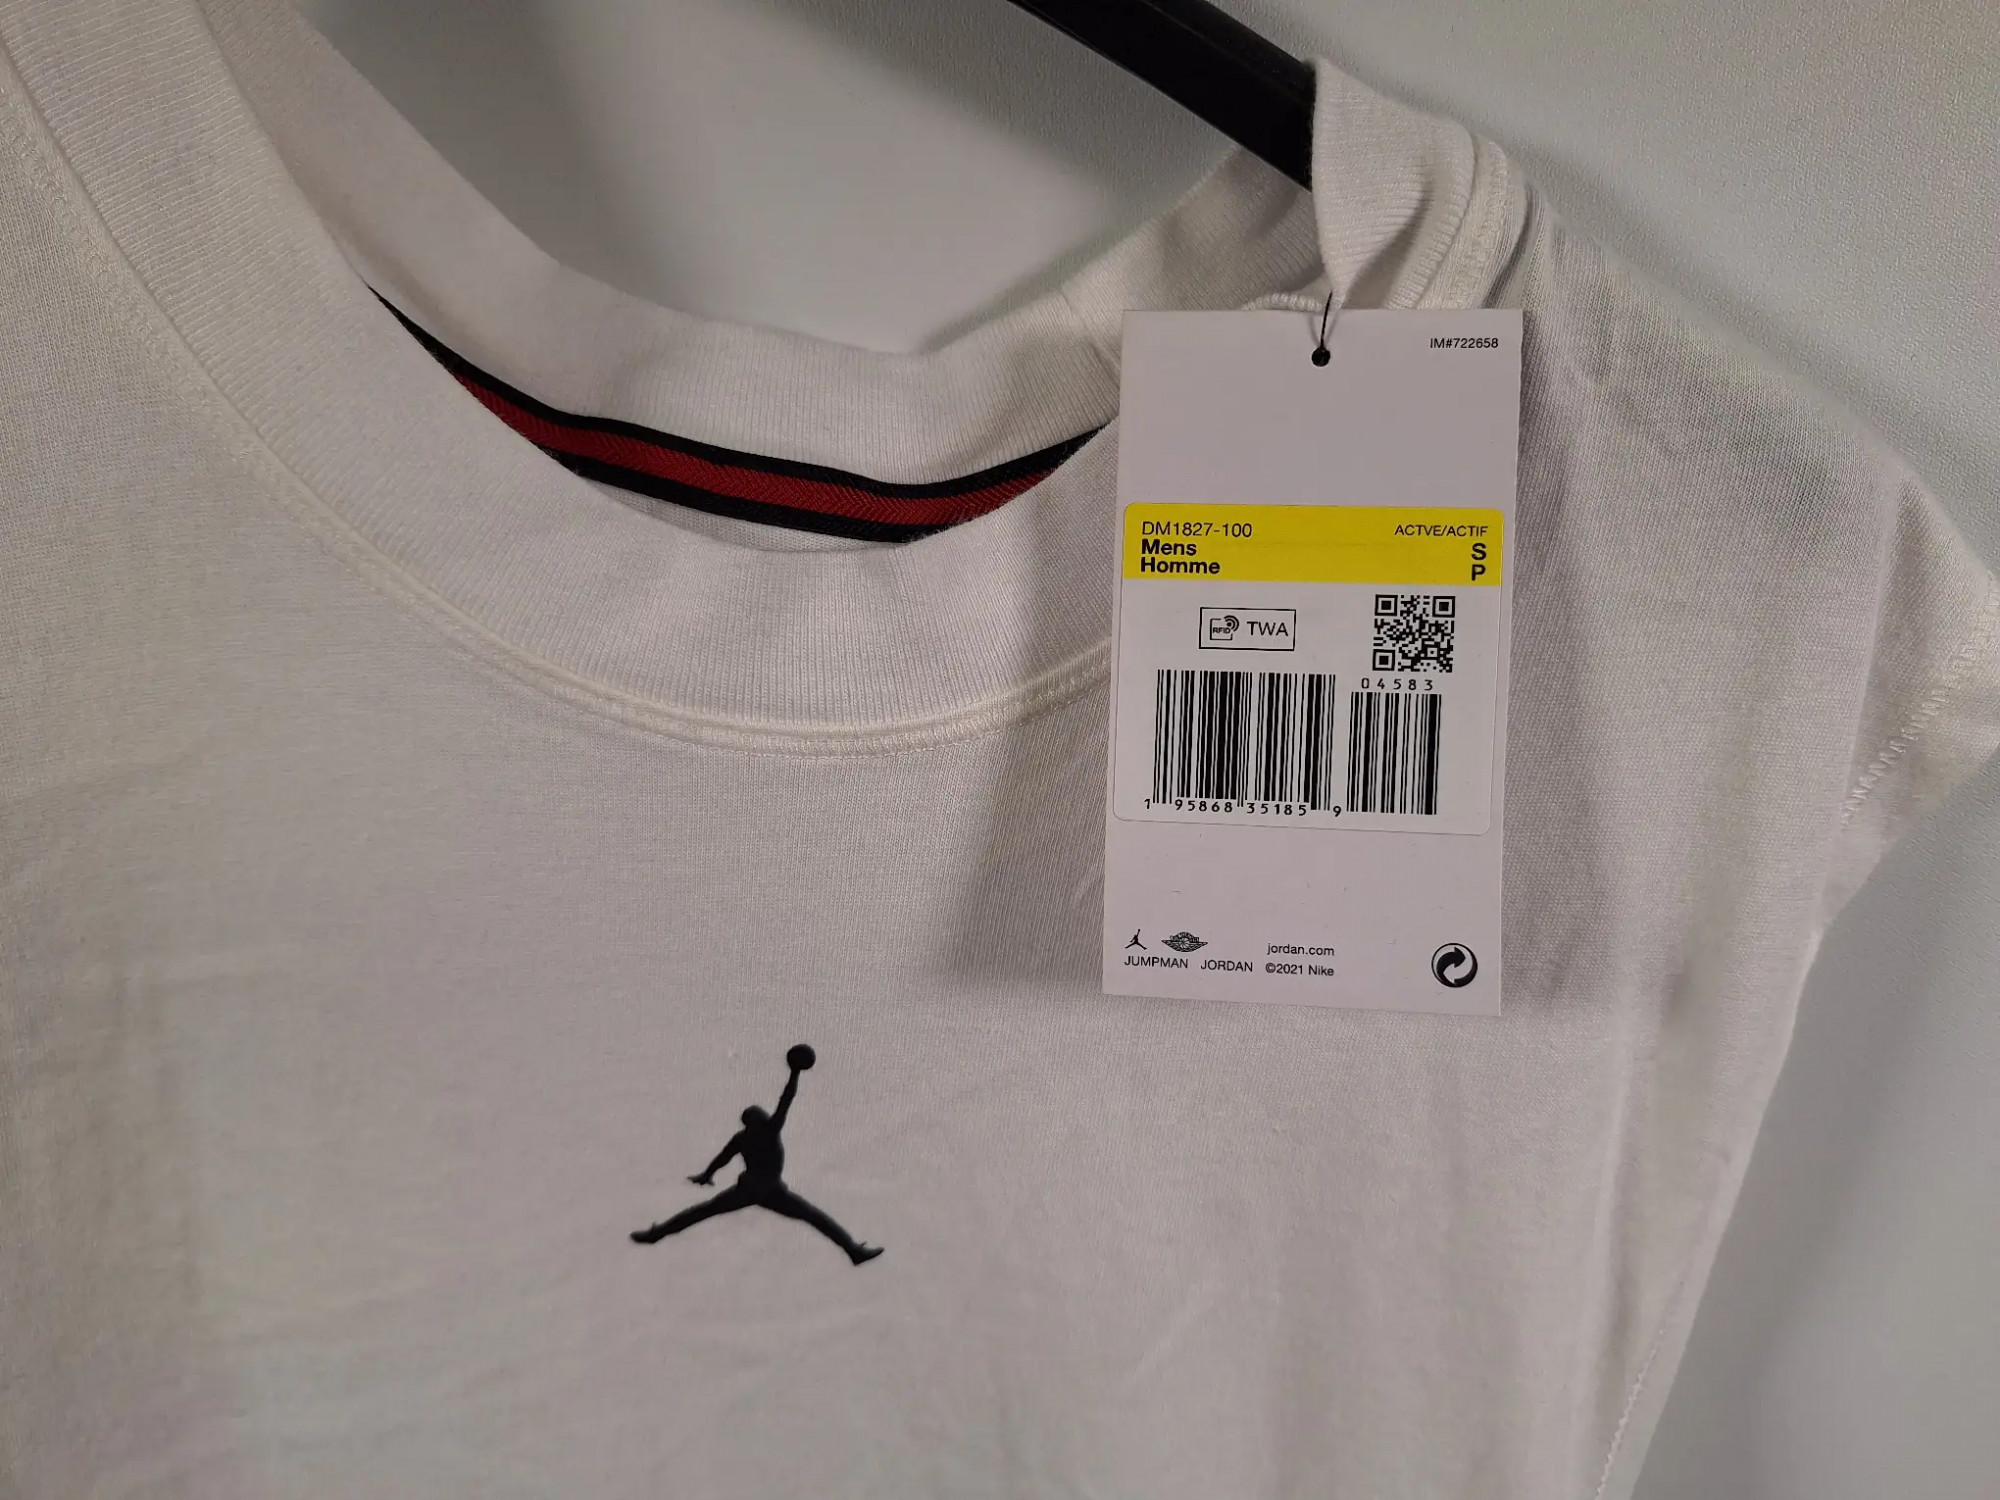 IM#722658
DM1827-100 ACTVE/ACTIF
Mens S
Homme P
RFID TWA
04583
1 95868 35185 9
jordan.com
JUMPMAN JORDAN ©2021 Nike